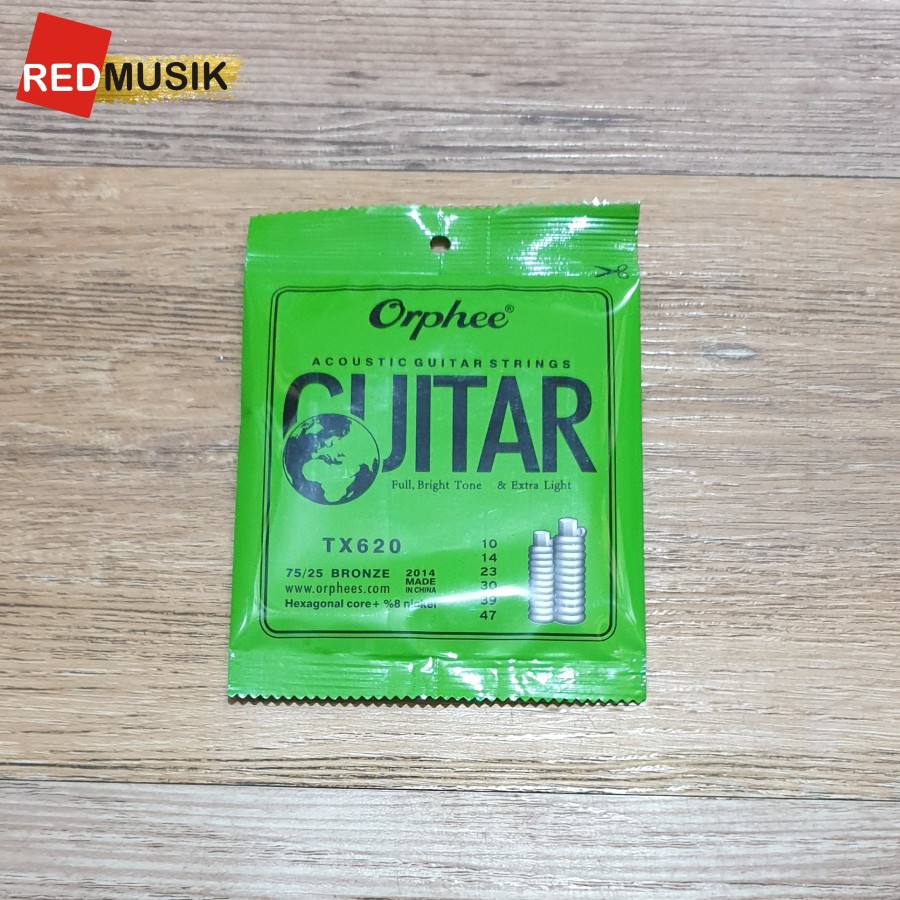 REDMUSIK
Orphee®
ACOUSTIC GUITAR STRINGS
GUITAR
Full, Bright Tone & Extra Light
TX620
75/25 BRONZE
www.orphees.com
Hexagonal core+ %8 nickel
2014
MADE
IN CHINA
10
14
23
30
39
47